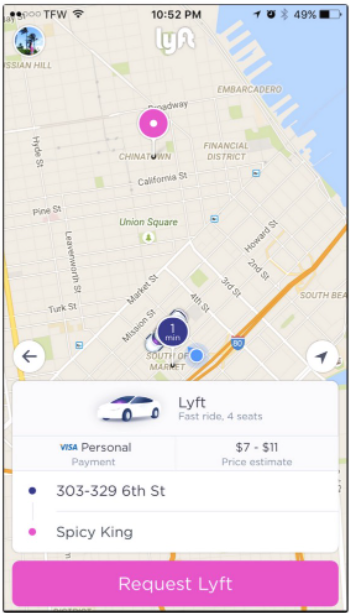 TFW
10:52 PM
49%
lyft
SSIAN HILL
EMBARCADERO
Broadway
Hyde St
CHINATOWN
FINANCIAL
DISTRICT
California St
Pine St
Union Square
Leavenworth St
Howard St
2nd St
Market St
3rd St
4th St
SOUTH BEA
Turk St
Mission St
1
min
80
SOUTH OF
MARKET
Lyft
Fast ride, 4 seats
VISA Personal
$7 - $11
Payment
Price estimate
303-329 6th St
Spicy King
Request Lyft